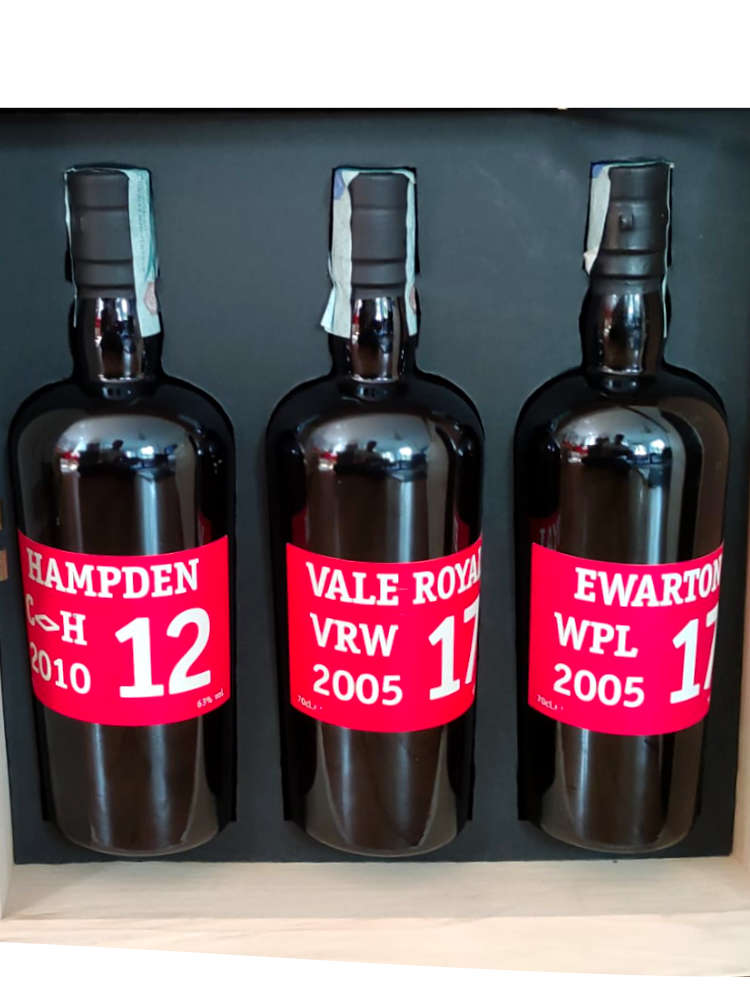 HAMPDEN
C<>H
2010
12
63% vol
VALE ROYAL
VRW
2005
17
70cl
EWARTON
WPL
2005
17
70cl